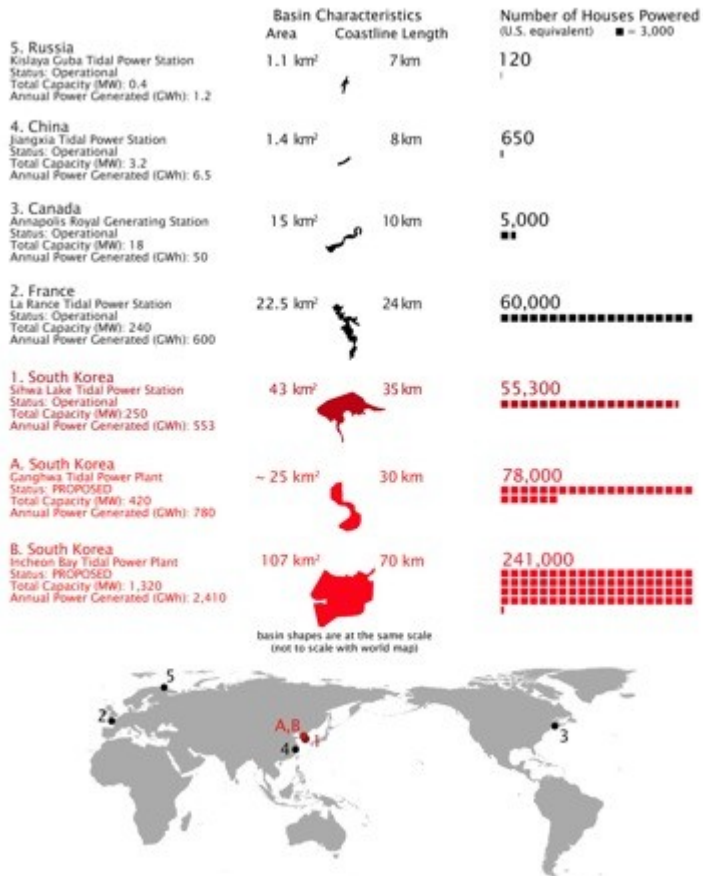 Basin Characteristics
Area Coastline Length
Number of Houses Powered
(U.S. equivalent) ■ = 3,000
5. Russia
Kislaya Guba Tidal Power Station
Status: Operational
Total Capacity (MW): 0.4
Annual Power Generated (GWh): 1.2
1.1 km² 7 km
120
4. China
Jiangxia Tidal Power Station
Status: Operational
Total Capacity (MW): 3.2
Annual Power Generated (GWh): 6.5
1.4 km² 8 km
650
3. Canada
Annapolis Royal Generating Station
Status: Operational
Total Capacity (MW): 18
Annual Power Generated (GWh): 50
15 km² 10 km
5,000
2. France
La Rance Tidal Power Station
Status: Operational
Total Capacity (MW): 240
Annual Power Generated (GWh): 600
22.5 km² 24 km
60,000
1. South Korea
Sihwa Lake Tidal Power Station
Status: Operational
Total Capacity (MW):250
Annual Power Generated (GWh): 553
43 km² 35 km
55,300
A. South Korea
Ganghwa Tidal Power Plant
Status: PROPOSED
Total Capacity (MW): 420
Annual Power Generated (GWh): 780
~ 25 km² 30 km
78,000
B. South Korea
Incheon Bay Tidal Power Plant
Status: PROPOSED
Total Capacity (MW): 1,320
Annual Power Generated (GWh): 2,410
107 km² 70 km
241,000
basin shapes are at the same scale
(not to scale with world map)
5
2
A,B
1
4
3